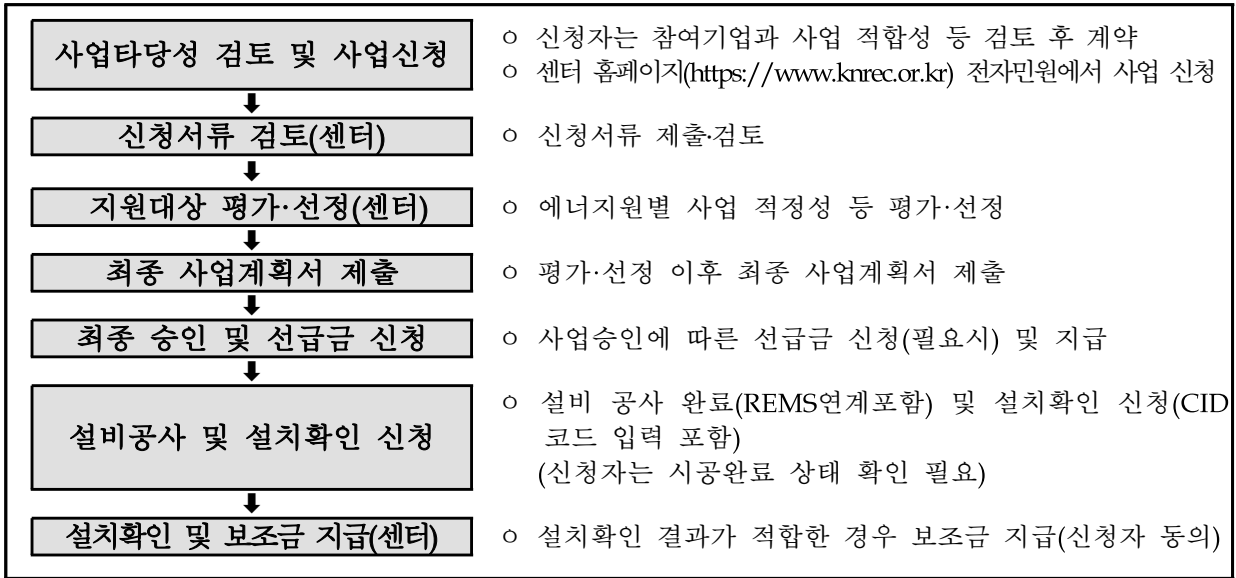 사업타당성 검토 및 사업신청
ㅇ 신청자는 참여기업과 사업 적합성 등 검토 후 계약
ㅇ 센터 홈페이지(https://www.knrec.or.kr) 전자민원에서 사업 신청
신청서류 검토(센터)
ㅇ 신청서류 제출·검토
지원대상 평가·선정(센터)
ㅇ 에너지원별 사업 적정성 등 평가·선정
최종 사업계획서 제출
ㅇ 평가·선정 이후 최종 사업계획서 제출
최종 승인 및 선급금 신청
ㅇ 사업승인에 따른 선급금 신청(필요시) 및 지급
설비공사 및 설치확인 신청
ㅇ 설비 공사 완료(REMS연계포함) 및 설치확인 신청(CID
코드 입력 포함)
(신청자는 시공완료 상태 확인 필요)
설치확인 및 보조금 지급(센터)
ㅇ 설치확인 결과가 적합한 경우 보조금 지급(신청자 동의)